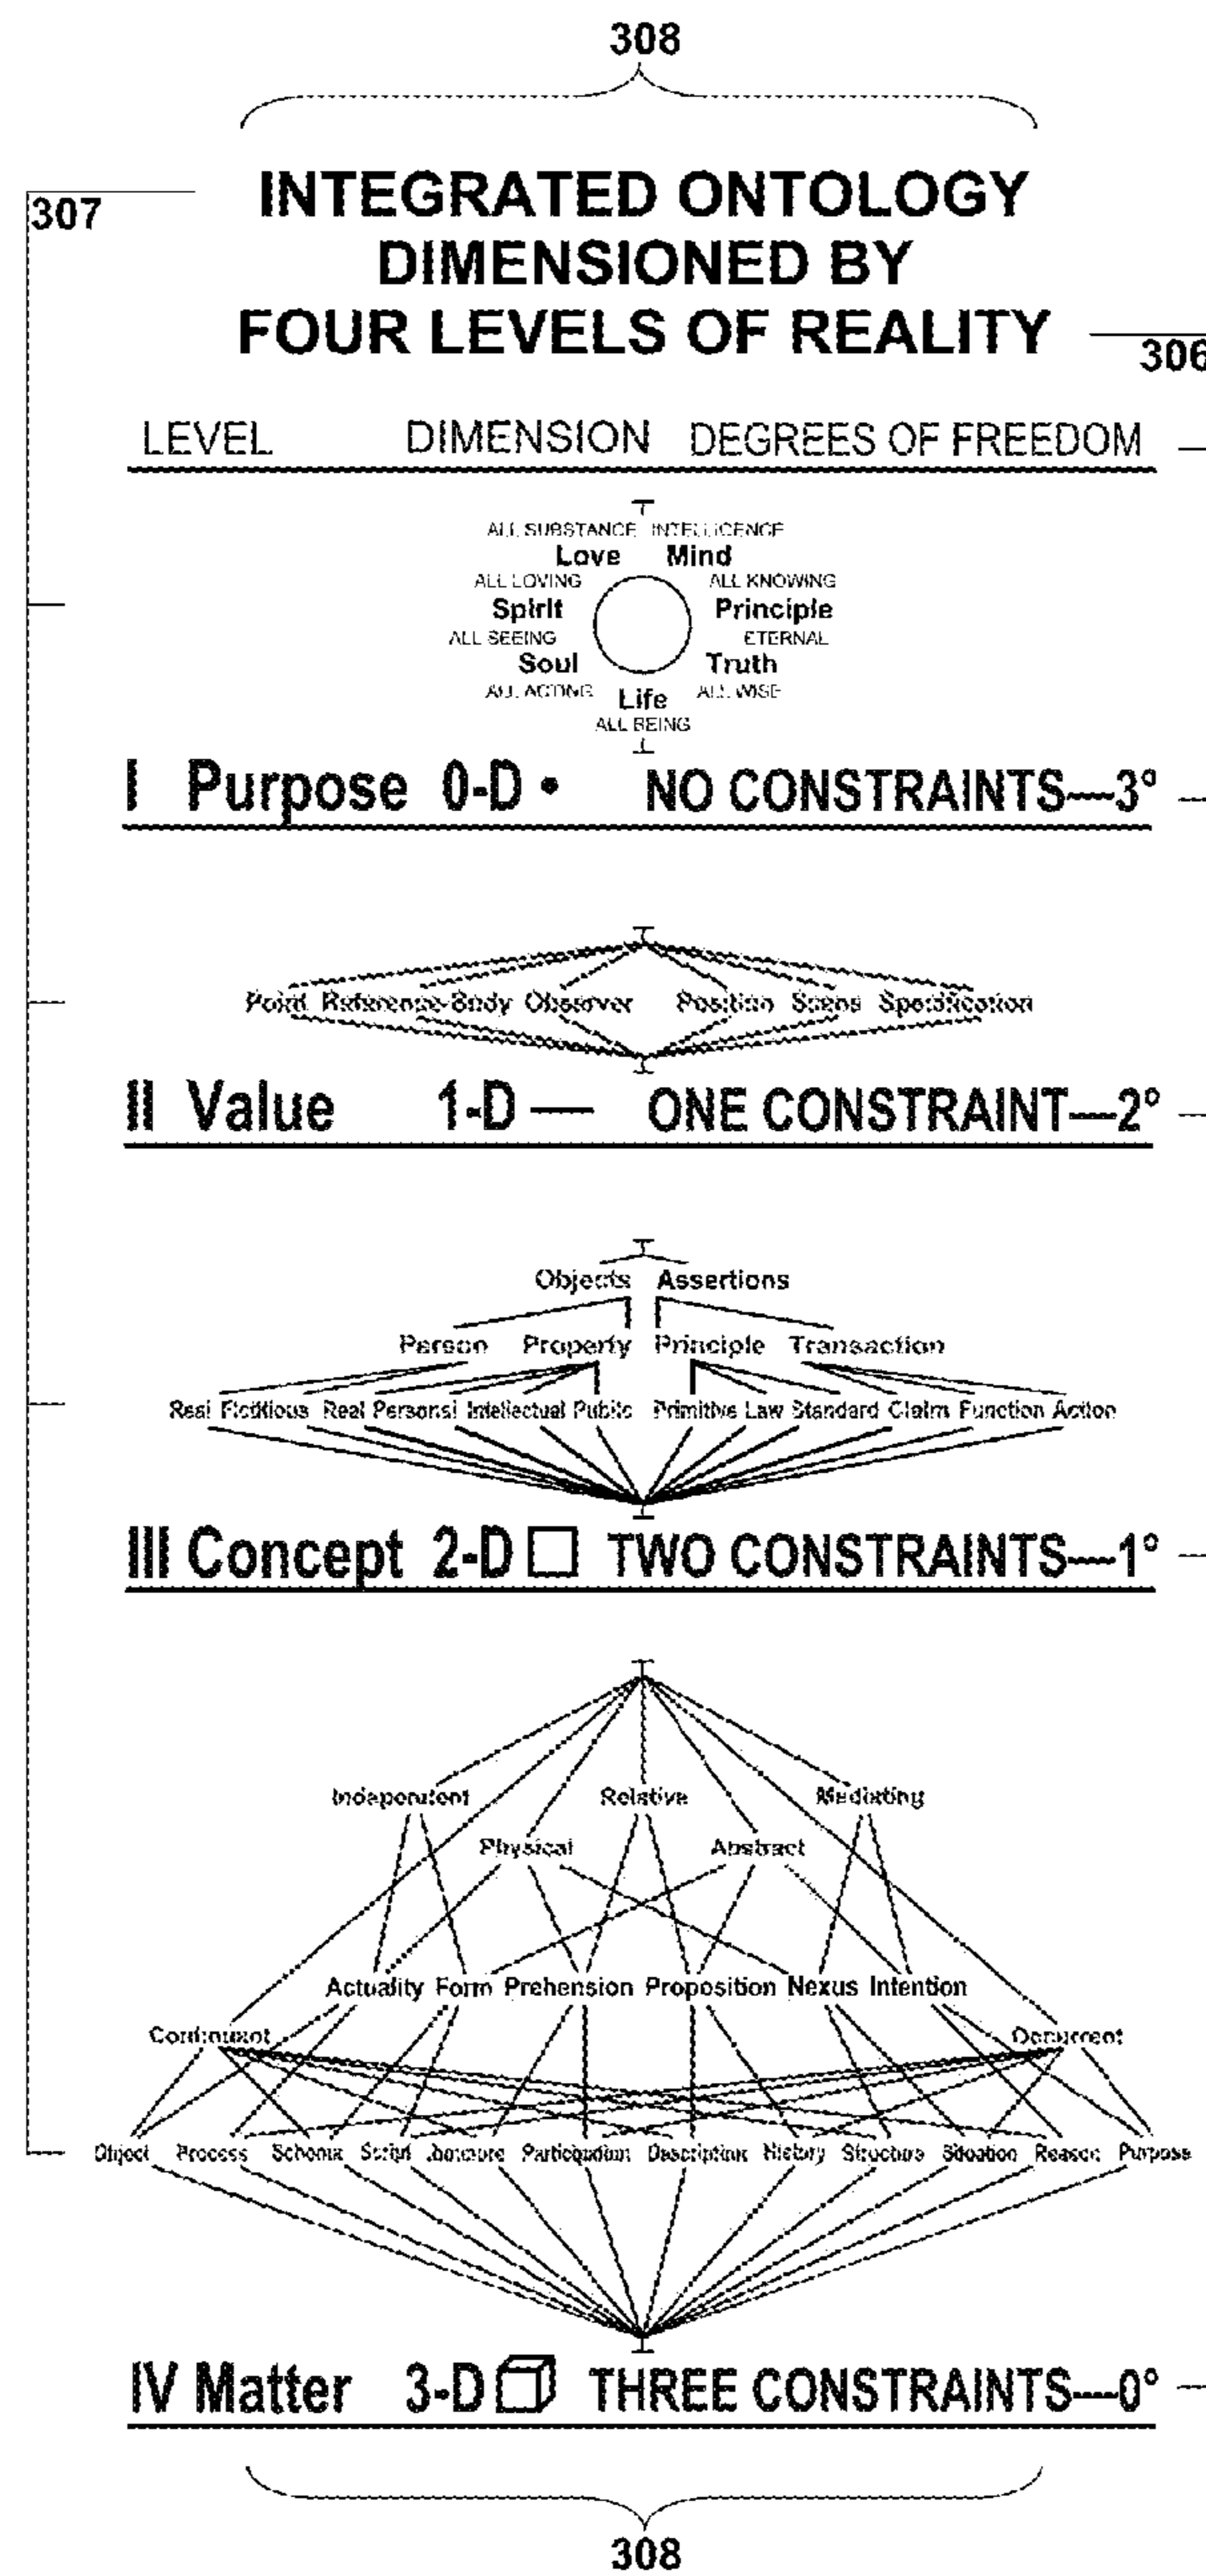 308
307
INTEGRATED ONTOLOGY
DIMENSIONED BY
FOUR LEVELS OF REALITY
306
LEVEL DIMENSION DEGREES OF FREEDOM
T
ALL SUBSTANCE INTELLIGENCE
Love Mind
ALL LOVING ALL KNOWING
Spirit Principle
ALL SEEING ETERNAL
Soul Truth
ALL ACTING Life ALL WISE
ALL BEING
⊥
I Purpose 0-D • NO CONSTRAINTS—3°
T
Point Reference-Body Observer Position Specification
⊥
II Value 1-D — ONE CONSTRAINT—2°
T
Objects Assertions
Person Property Principle Transaction
Real Fictitious Real Personal Intellectual Public Primitive Law Standard Claim Function Action
⊥
III Concept 2-D □ TWO CONSTRAINTS—1°
T
Independent Relative Mediating
Physical Abstract
Actuality Form Prehension Proposition Nexus Intention
Continuant Occurrent
Object Process Schema Script Participation Description History Structure Situation Reason Purpose
⊥
IV Matter 3-D THREE CONSTRAINTS—0°
308